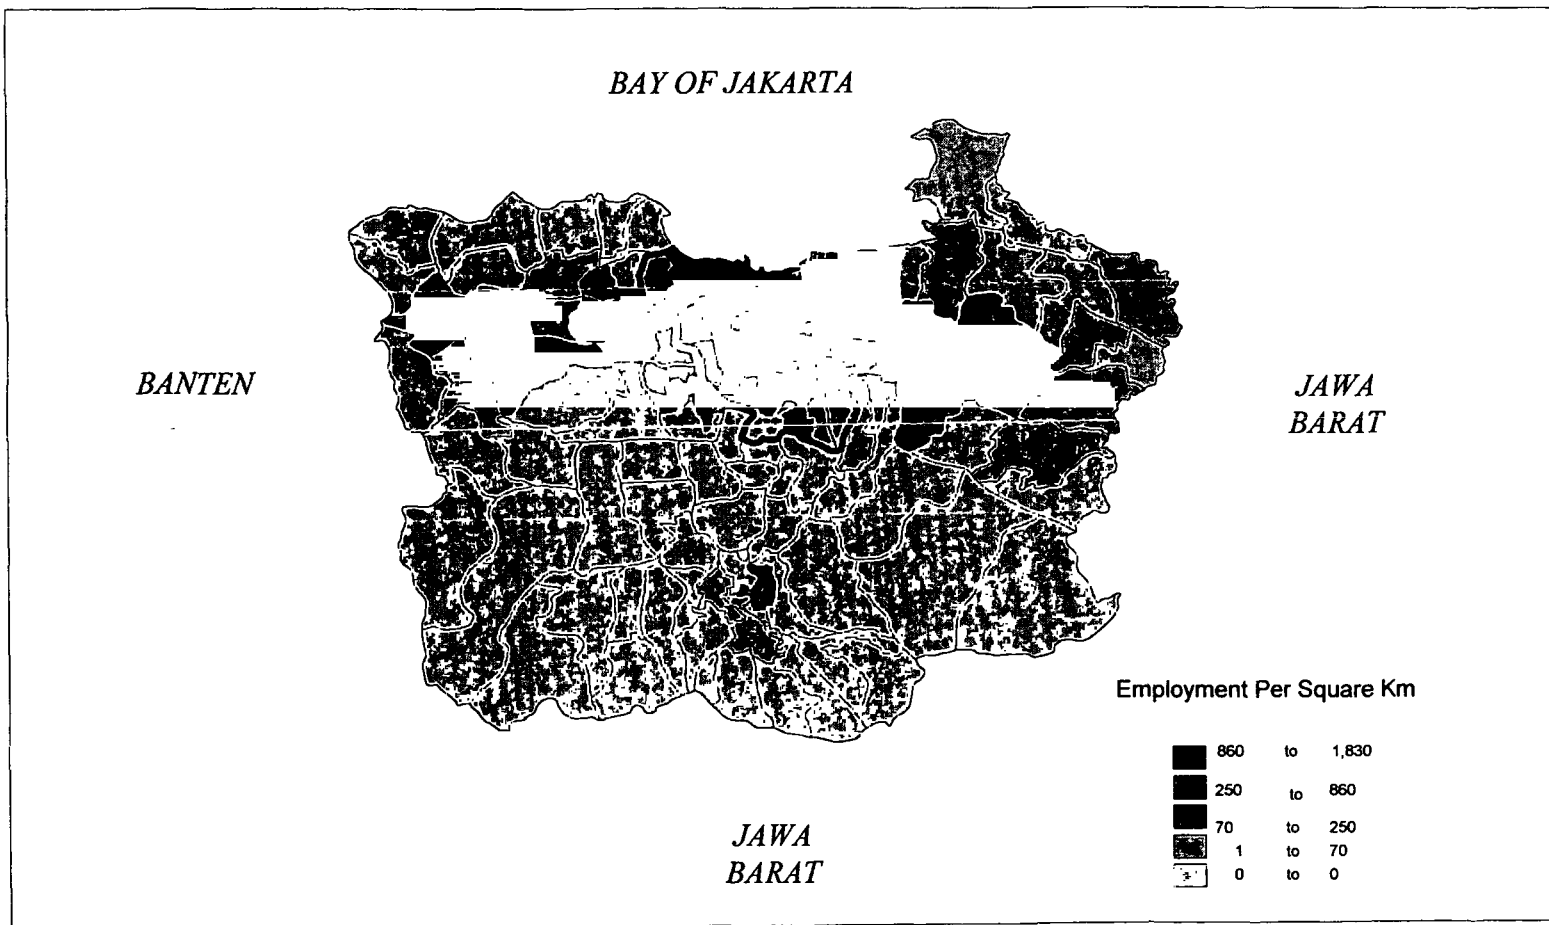 BAY OF JAKARTA
BANTEN
JAWA
BARAT
Employment Per Square Km
860 to 1,830
250 to 860
70 to 250
1 to 70
0 to 0
JAWA
BARAT